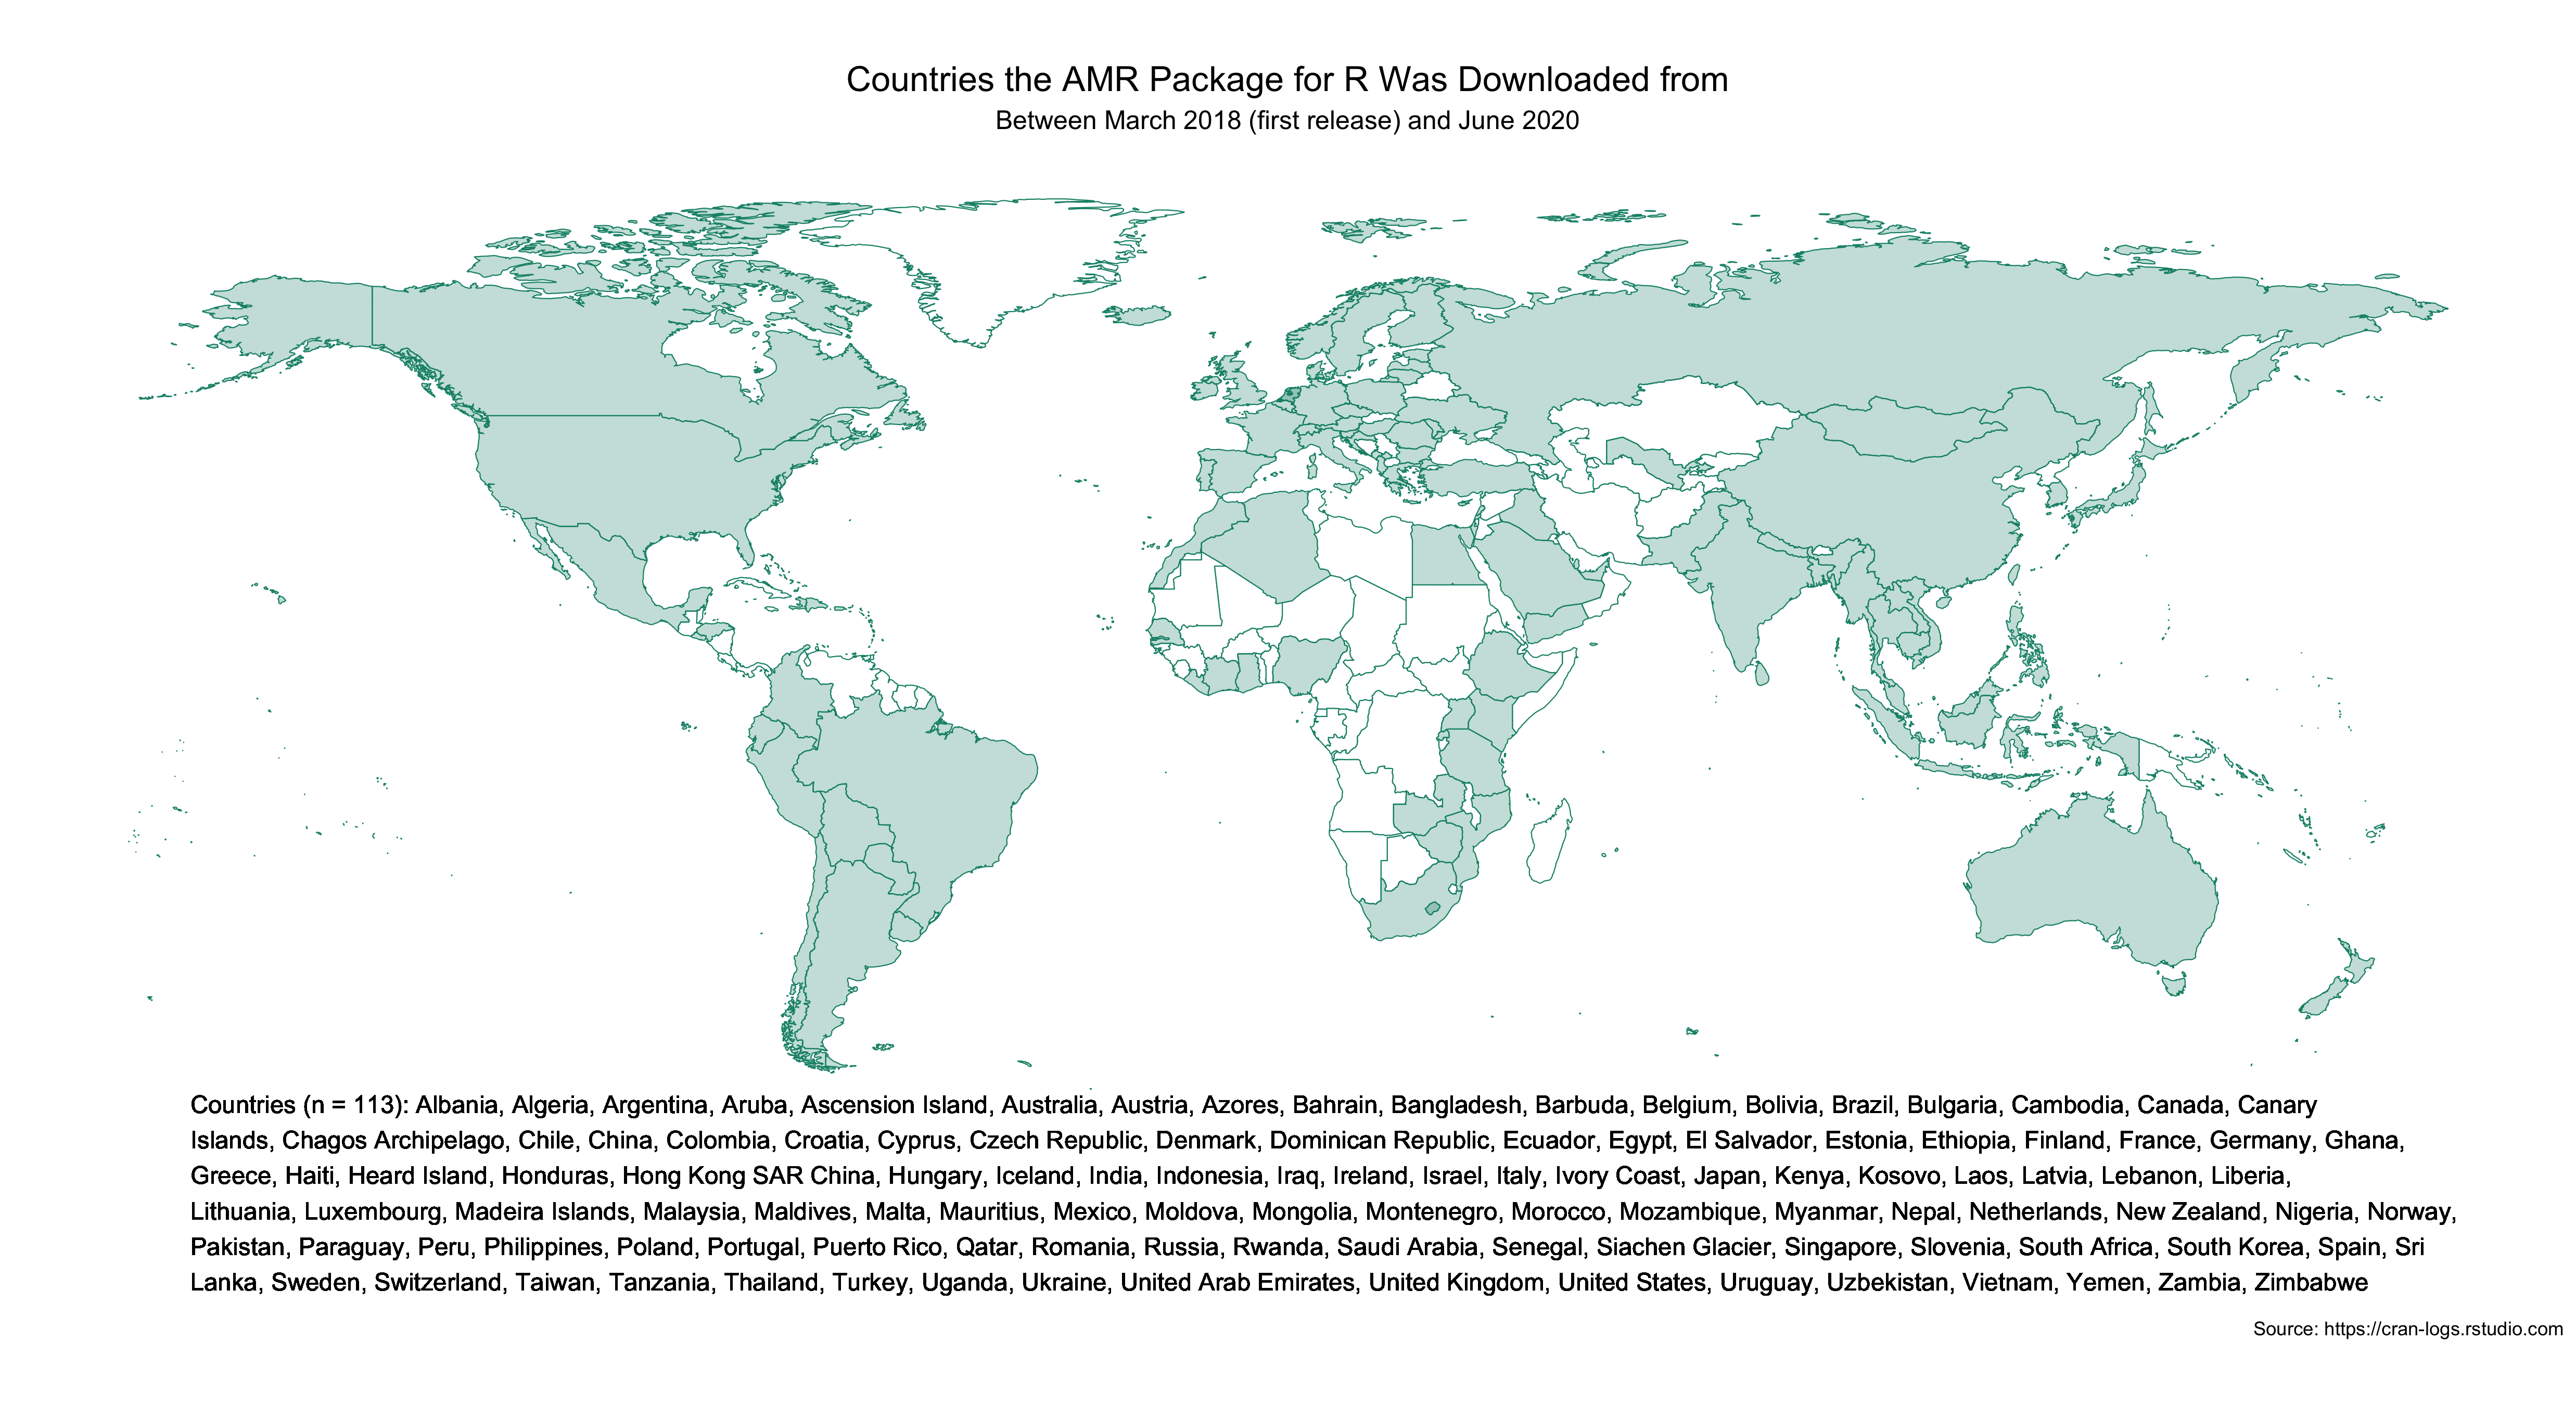 Countries the AMR Package for R Was Downloaded from
Between March 2018 (first release) and June 2020
Countries (n = 113): Albania, Algeria, Argentina, Aruba, Ascension Island, Australia, Austria, Azores, Bahrain, Bangladesh, Barbuda, Belgium, Bolivia, Brazil, Bulgaria, Cambodia, Canada, Canary
Islands, Chagos Archipelago, Chile, China, Colombia, Croatia, Cyprus, Czech Republic, Denmark, Dominican Republic, Ecuador, Egypt, El Salvador, Estonia, Ethiopia, Finland, France, Germany, Ghana,
Greece, Haiti, Heard Island, Honduras, Hong Kong SAR China, Hungary, Iceland, India, Indonesia, Iraq, Ireland, Israel, Italy, Ivory Coast, Japan, Kenya, Kosovo, Laos, Latvia, Lebanon, Liberia,
Lithuania, Luxembourg, Madeira Islands, Malaysia, Maldives, Malta, Mauritius, Mexico, Moldova, Mongolia, Montenegro, Morocco, Mozambique, Myanmar, Nepal, Netherlands, New Zealand, Nigeria, Norway,
Pakistan, Paraguay, Peru, Philippines, Poland, Portugal, Puerto Rico, Qatar, Romania, Russia, Rwanda, Saudi Arabia, Senegal, Siachen Glacier, Singapore, Slovenia, South Africa, South Korea, Spain, Sri
Lanka, Sweden, Switzerland, Taiwan, Tanzania, Thailand, Turkey, Uganda, Ukraine, United Arab Emirates, United Kingdom, United States, Uruguay, Uzbekistan, Vietnam, Yemen, Zambia, Zimbabwe
Source: https://cran-logs.rstudio.com